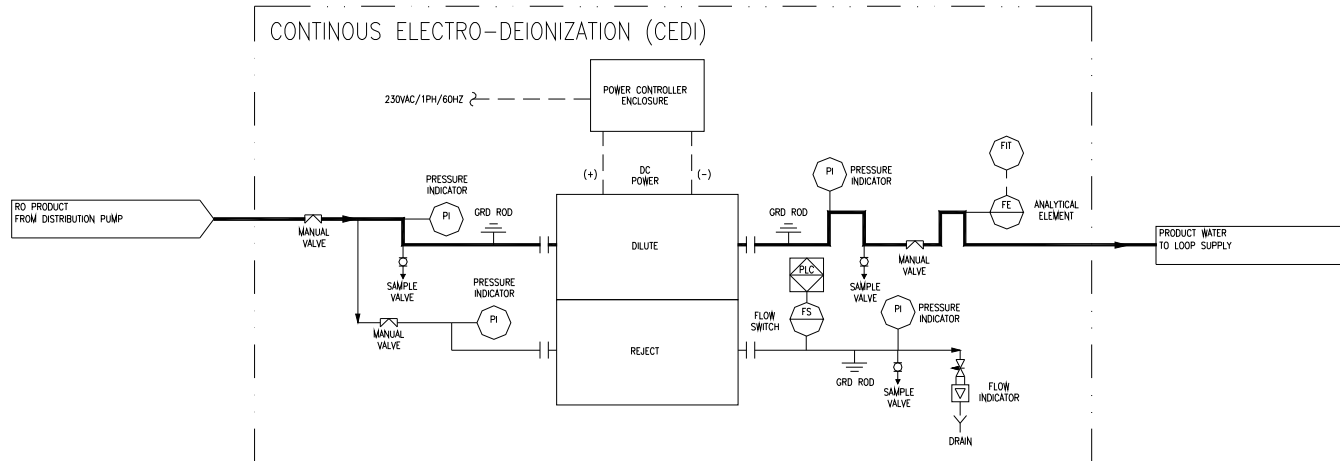 CONTINOUS ELECTRO-DEIONIZATION (CEDI)
POWER CONTROLLER
ENCLOSURE
230VAC/1PH/60HZ
(+)
DC
POWER
(-)
RO PRODUCT
FROM DISTRIBUTION PUMP
MANUAL
VALVE
PRESSURE
INDICATOR
PI
GRD ROD
SAMPLE
VALVE
DILUTE
GRD ROD
PI
PRESSURE
INDICATOR
FIT
FE
ANALYTICAL
ELEMENT
SAMPLE
VALVE
MANUAL
VALVE
PRODUCT WATER
TO LOOP SUPPLY
MANUAL
VALVE
PRESSURE
INDICATOR
PI
REJECT
PLC
FLOW
SWITCH
FS
PI
PRESSURE
INDICATOR
GRD ROD
SAMPLE
VALVE
FLOW
INDICATOR
DRAIN